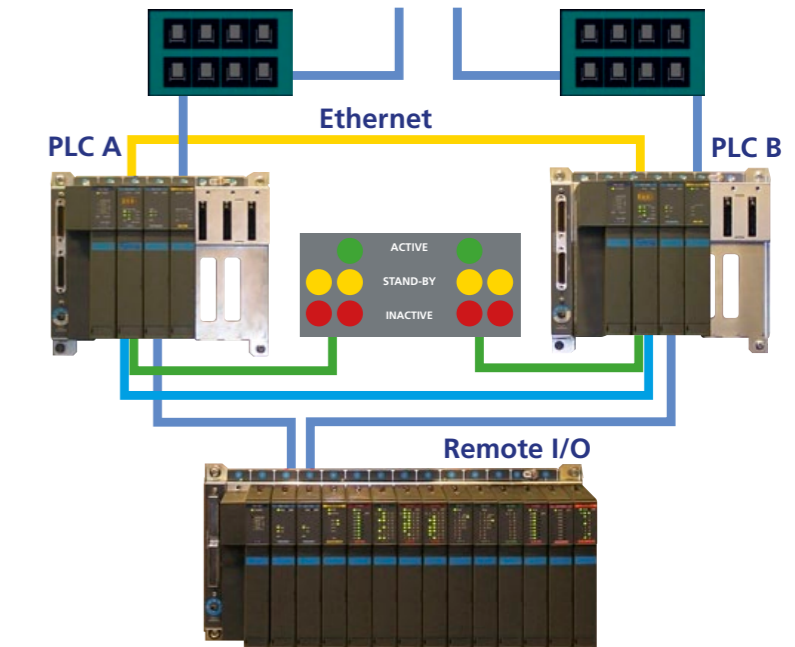 Ethernet
PLC A
PLC B
ACTIVE
STAND-BY
INACTIVE
Remote I/O